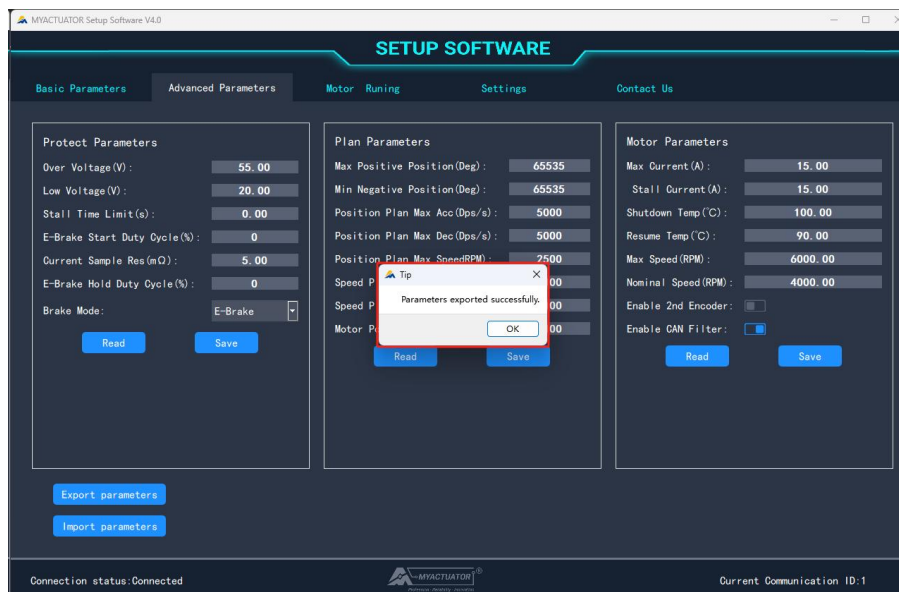 MYACTUATOR Setup Software V4.0
SETUP SOFTWARE
Basic Parameters
Advanced Parameters
Motor Runing
Settings
Contact Us
Protect Parameters
Over Voltage(V): 55.00
Low Voltage(V): 20.00
Stall Time Limit(s): 0.00
E-Brake Start Duty Cycle(%): 0
Current Sample Res(mΩ): 5.00
E-Brake Hold Duty Cycle(%): 0
Brake Mode: E-Brake
Read Save
Plan Parameters
Max Positive Position(Deg): 65535
Min Negative Position(Deg): 65535
Position Plan Max Acc(Dps/s): 5000
Position Plan Max Dec(Dps/s): 5000
Position Plan Max SpeedRPM): 2500
Speed P 00
Speed P 00
Motor P 00
Read Save
Tip
Parameters exported successfully.
OK
Motor Parameters
Max Current(A): 15.00
Stall Current(A): 15.00
Shutdown Temp(℃): 100.00
Resume Temp(℃): 90.00
Max Speed(RPM): 6000.00
Nominal Speed(RPM): 4000.00
Enable 2nd Encoder:
Enable CAN Filter:
Read Save
Export parameters
Import parameters
Connection status:Connected
MYACTUATOR®
Current Communication ID:1